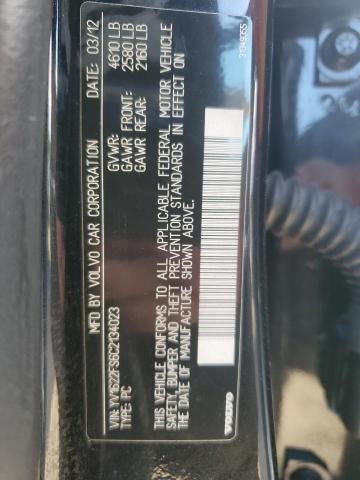 MFD BY VOLVO CAR CORPORATION 03/12
GVWR: 4610 LB
GAWR FRONT: 2580 LB
GAWR REAR: 2160 LB
VIN: YV1622FS6C2134023
TYPE: PC
THIS VEHICLE CONFORMS TO ALL APPLICABLE FEDERAL MOTOR VEHICLE
SAFETY, BUMPER AND THEFT PREVENTION STANDARDS IN EFFECT ON
THE DATE OF MANUFACTURE SHOWN ABOVE.
VOLVO